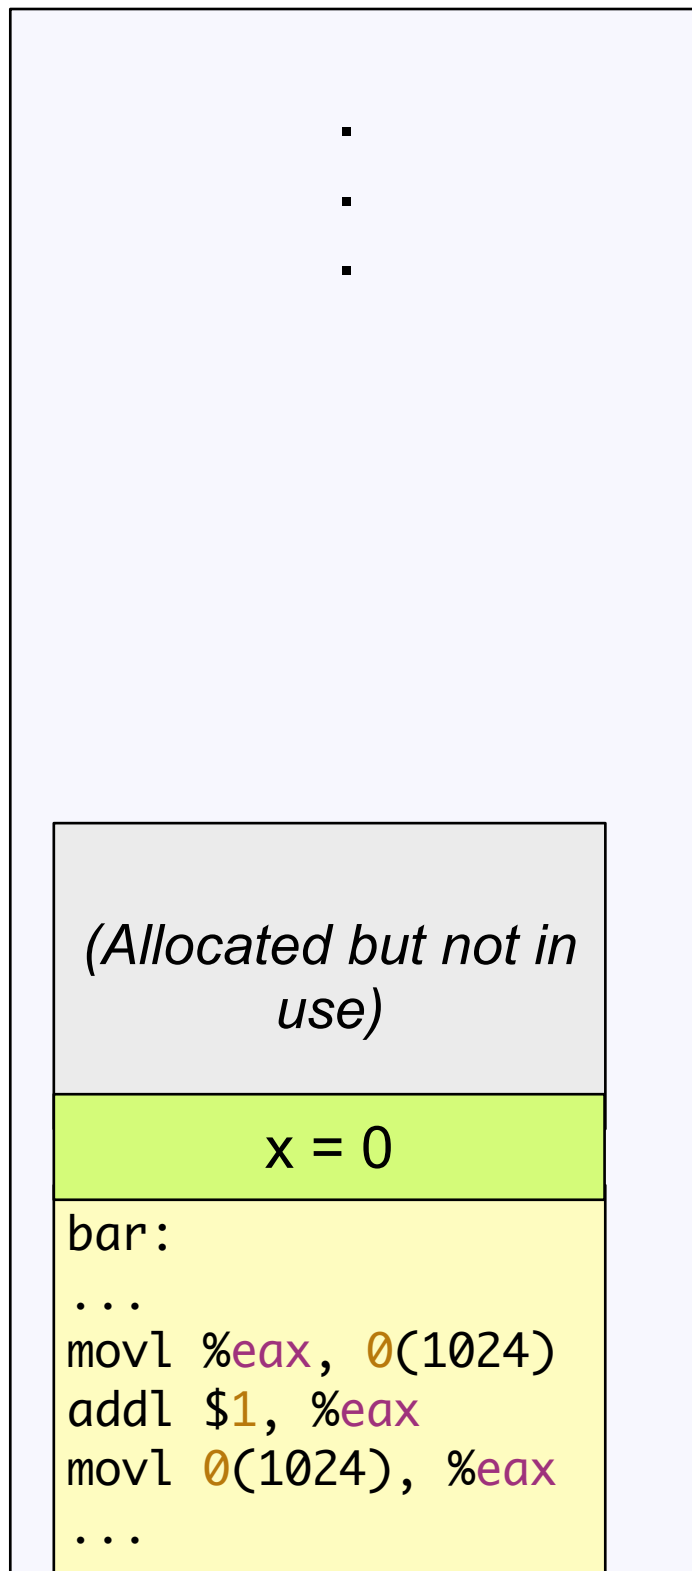 .
.
.
(Allocated but not in
use)
x = 0
bar:
...
movl %eax, 0(1024)
addl $1, %eax
movl 0(1024), %eax
...